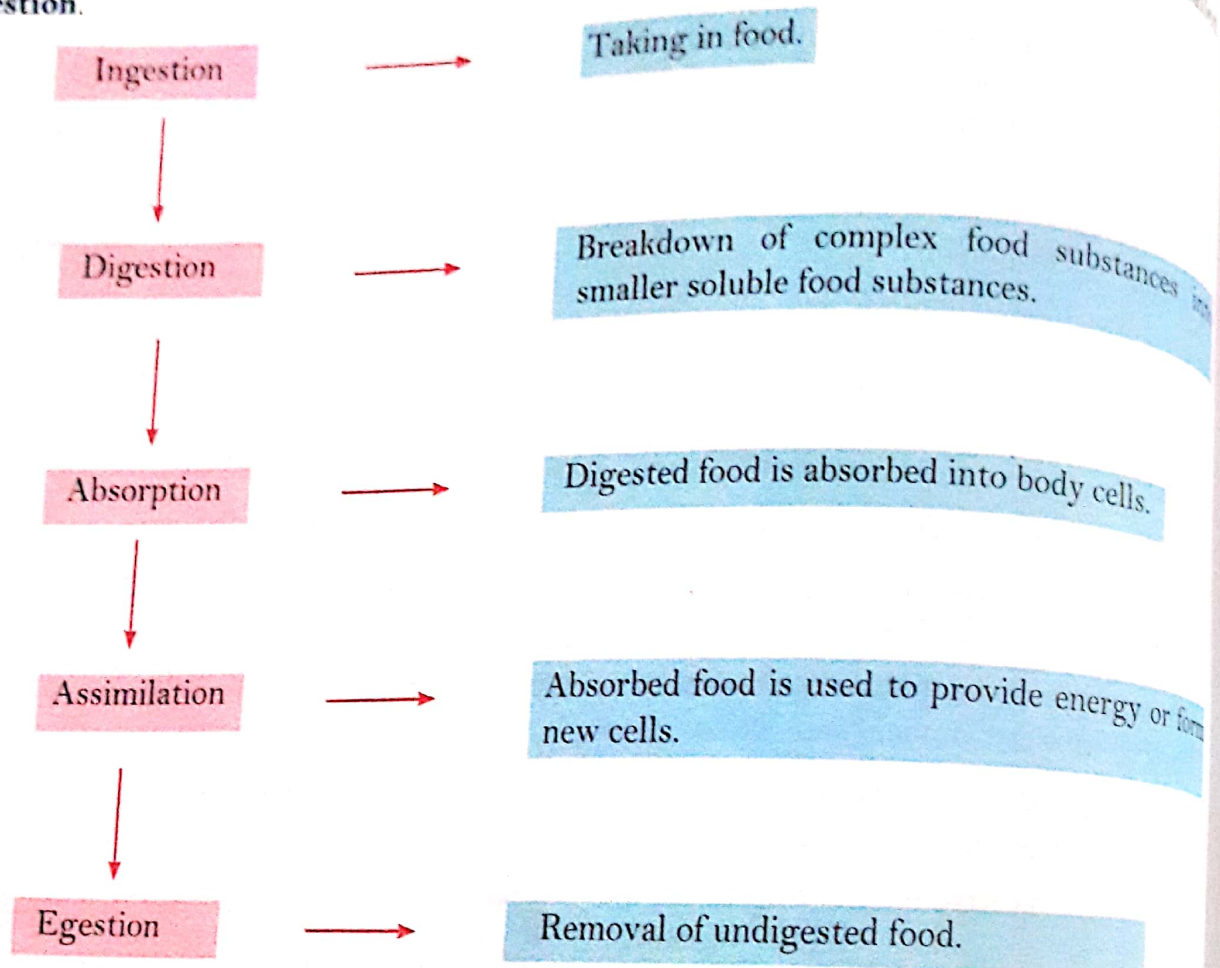 Ingestion
Taking in food.
Digestion
Breakdown of complex food substances into
smaller soluble food substances.
Absorption
Digested food is absorbed into body cells.
Assimilation
Absorbed food is used to provide energy or form
new cells.
Egestion
Removal of undigested food.